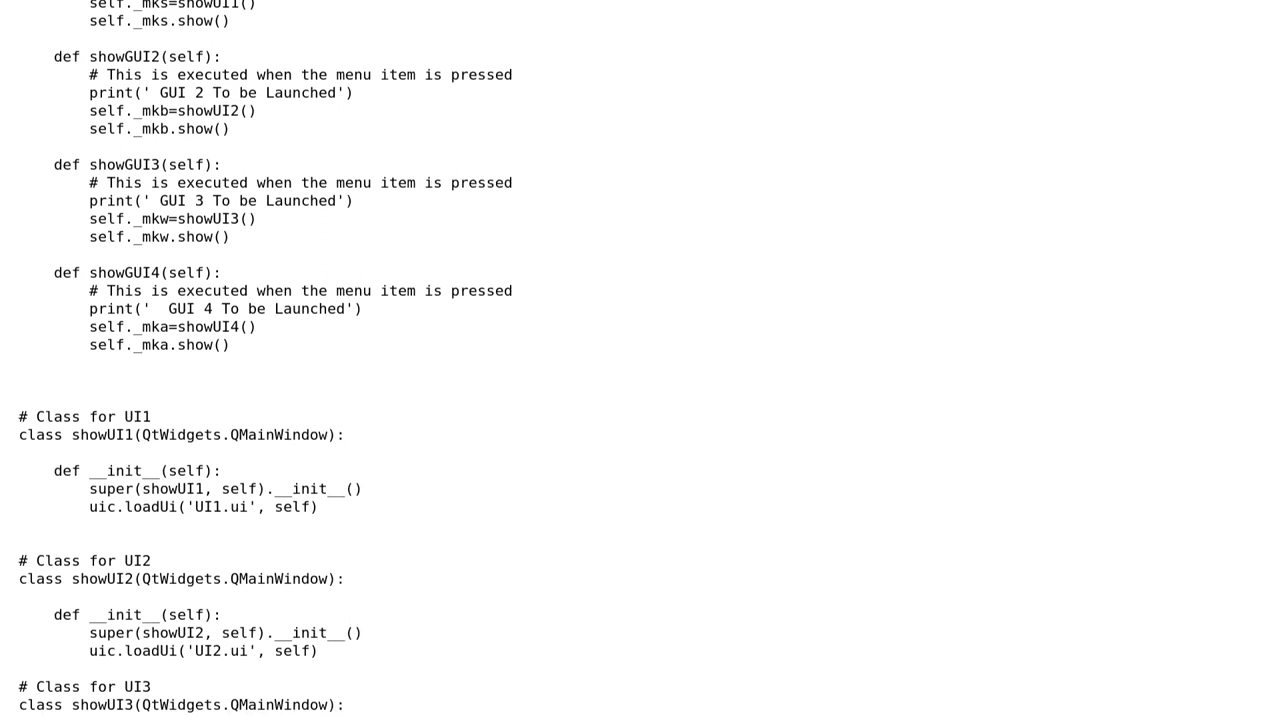 self._mks=showUI1()
        self._mks.show()

    def showGUI2(self):
        # This is executed when the menu item is pressed
        print(' GUI 2 To be Launched')
        self._mkb=showUI2()
        self._mkb.show()

    def showGUI3(self):
        # This is executed when the menu item is pressed
        print(' GUI 3 To be Launched')
        self._mkw=showUI3()
        self._mkw.show()

    def showGUI4(self):
        # This is executed when the menu item is pressed
        print('  GUI 4 To be Launched')
        self._mka=showUI4()
        self._mka.show()

# Class for UI1
class showUI1(QtWidgets.QMainWindow):

    def __init__(self):
        super(showUI1, self).__init__()
        uic.loadUi('UI1.ui', self)

# Class for UI2
class showUI2(QtWidgets.QMainWindow):

    def __init__(self):
        super(showUI2, self).__init__()
        uic.loadUi('UI2.ui', self)

# Class for UI3
class showUI3(QtWidgets.QMainWindow):